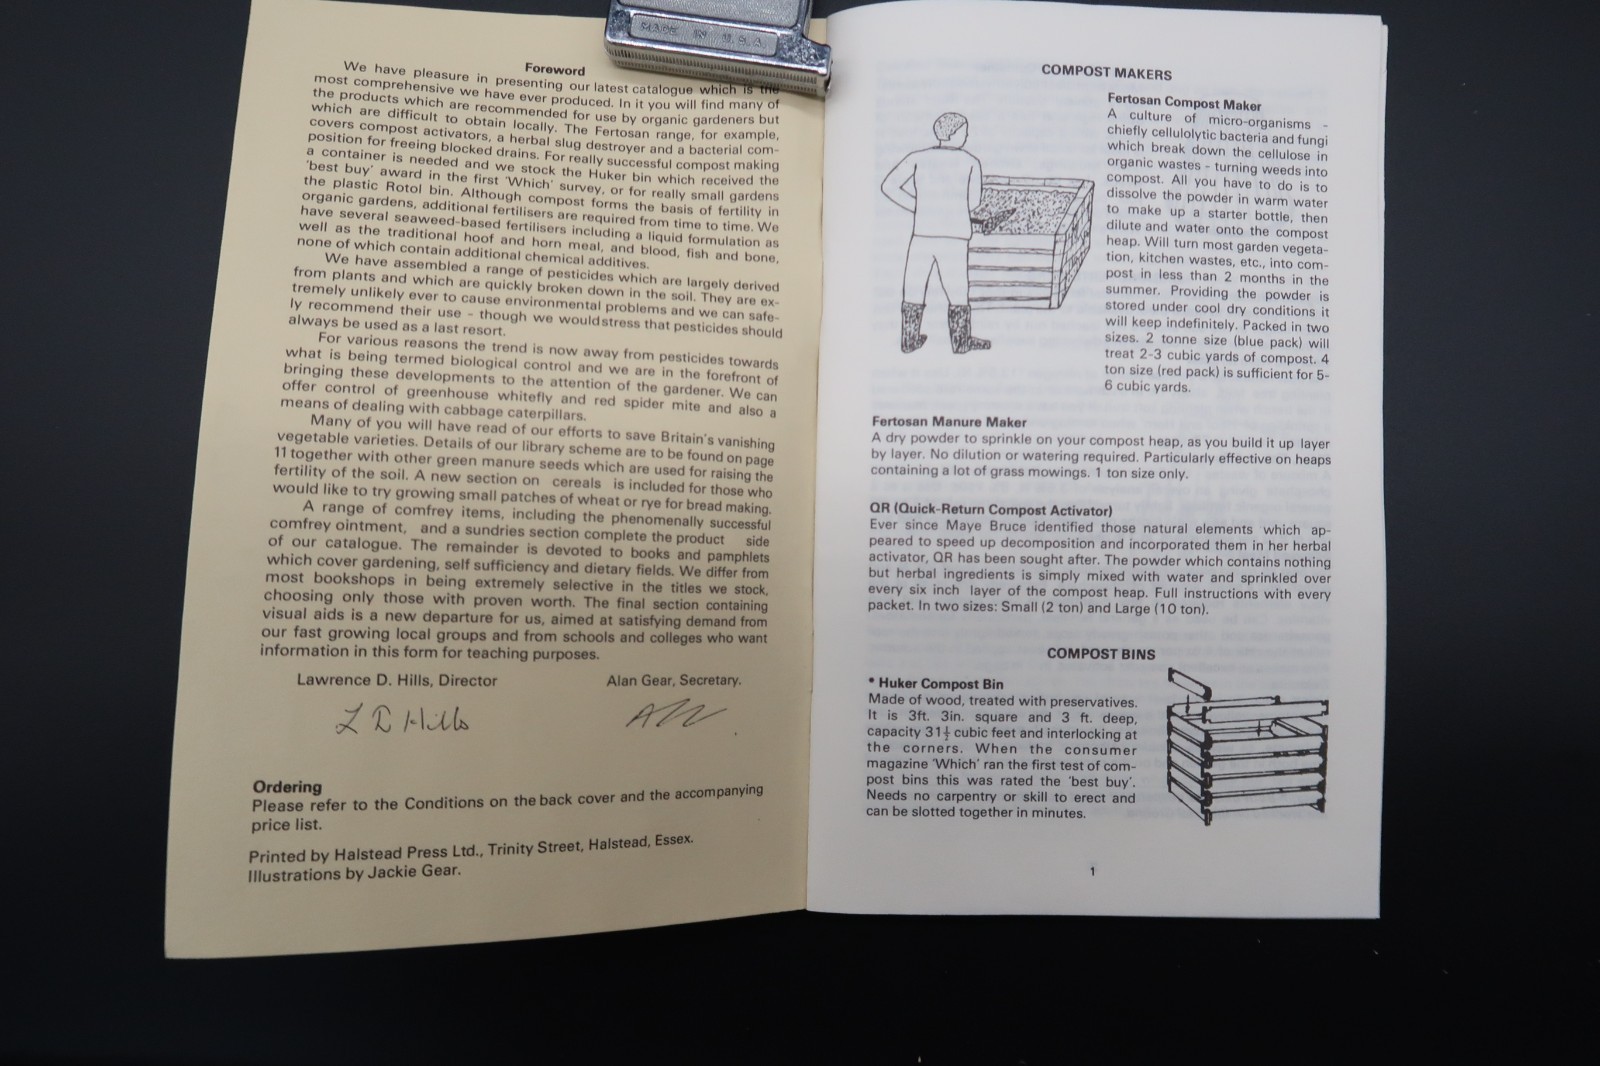 MADE IN U.S.A.
Foreword
We have pleasure in presenting our latest catalogue which is the
most comprehensive we have ever produced. In it you will find many of
the products which are recommended for use by organic gardeners but
which are difficult to obtain locally. The Fertosan range, for example,
covers compost activators, a herbal slug destroyer and a bacterial com-
position for freeing blocked drains. For really successful compost making
a container is needed and we stock the Huker bin which received the
'best buy' award in the first 'Which' survey, or for really small gardens
the plastic Rotol bin. Although compost forms the basis of fertility in
organic gardens, additional fertilisers are required from time to time. We
have several seaweed-based fertilisers including a liquid formulation as
well as the traditional hoof and horn meal, and blood, fish and bone,
none of which contain additional chemical additives.
We have assembled a range of pesticides which are largely derived
from plants and which are quickly broken down in the soil. They are ex-
tremely unlikely ever to cause environmental problems and we can safe-
ly recommend their use - though we would stress that pesticides should
always be used as a last resort.
For various reasons the trend is now away from pesticides towards
what is being termed biological control and we are in the forefront of
bringing these developments to the attention of the gardener. We can
offer control of greenhouse whitefly and red spider mite and also a
means of dealing with cabbage caterpillars.
Many of you will have read of our efforts to save Britain's vanishing
vegetable varieties. Details of our library scheme are to be found on page
11 together with other green manure seeds which are used for raising the
fertility of the soil. A new section on cereals is included for those who
would like to try growing small patches of wheat or rye for bread making.
A range of comfrey items, including the phenomenally successful
comfrey ointment, and a sundries section complete the product side
of our catalogue. The remainder is devoted to books and pamphlets
which cover gardening, self sufficiency and dietary fields. We differ from
most bookshops in being extremely selective in the titles we stock,
choosing only those with proven worth. The final section containing
visual aids is a new departure for us, aimed at satisfying demand from
our fast growing local groups and from schools and colleges who want
information in this form for teaching purposes.
Lawrence D. Hills, Director
Alan Gear, Secretary.
L D Hills
Ordering
Please refer to the Conditions on the back cover and the accompanying
price list.
Printed by Halstead Press Ltd., Trinity Street, Halstead, Essex.
Illustrations by Jackie Gear.
COMPOST MAKERS
Fertosan Compost Maker
A culture of micro-organisms -
chiefly cellulolytic bacteria and fungi
which break down the cellulose in
organic wastes - turning weeds into
compost. All you have to do is to
dissolve the powder in warm water
to make up a starter bottle, then
dilute and water onto the compost
heap. Will turn most garden vegeta-
tion, kitchen wastes, etc., into com-
post in less than 2 months in the
summer. Providing the powder is
stored under cool dry conditions it
will keep indefinitely. Packed in two
sizes. 2 tonne size (blue pack) will
treat 2-3 cubic yards of compost. 4
ton size (red pack) is sufficient for 5-
6 cubic yards.
Fertosan Manure Maker
A dry powder to sprinkle on your compost heap, as you build it up layer
by layer. No dilution or watering required. Particularly effective on heaps
containing a lot of grass mowings. 1 ton size only.
QR (Quick-Return Compost Activator)
Ever since Maye Bruce identified those natural elements which ap-
peared to speed up decomposition and incorporated them in her herbal
activator, QR has been sought after. The powder which contains nothing
but herbal ingredients is simply mixed with water and sprinkled over
every six inch layer of the compost heap. Full instructions with every
packet. In two sizes: Small (2 ton) and Large (10 ton).
COMPOST BINS
* Huker Compost Bin
Made of wood, treated with preservatives.
It is 3ft. 3in. square and 3 ft. deep,
capacity 31½ cubic feet and interlocking at
the corners. When the consumer
magazine 'Which' ran the first test of com-
post bins this was rated the 'best buy'.
Needs no carpentry or skill to erect and
can be slotted together in minutes.
1